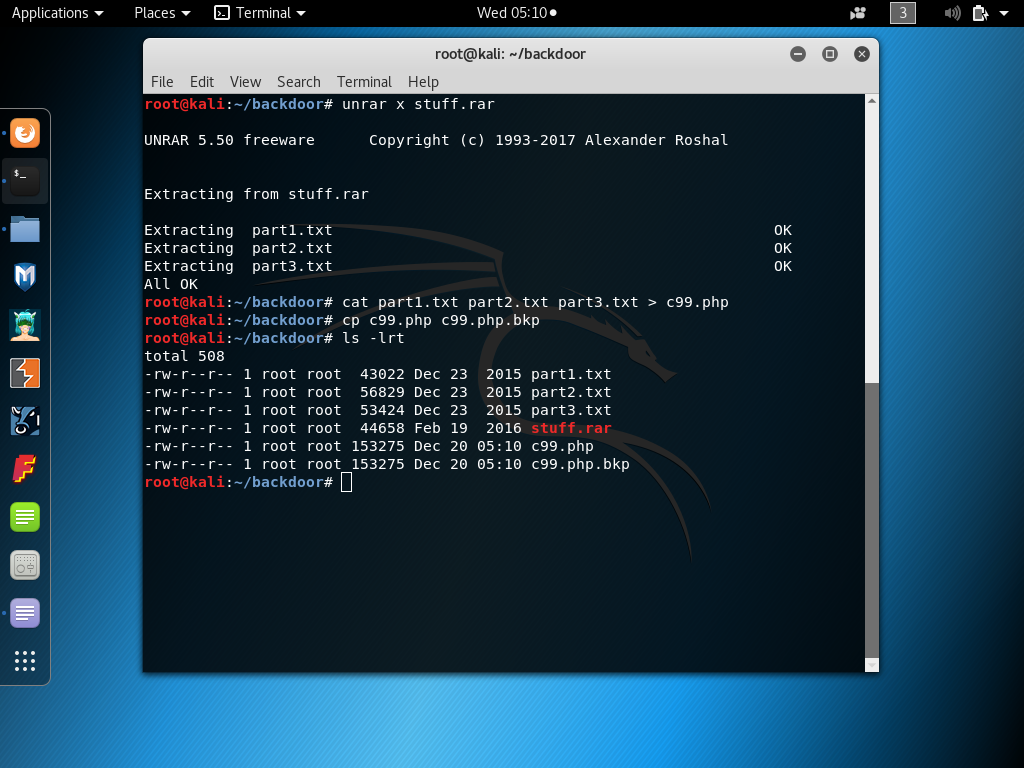 Applications Places Terminal Wed 05:10 3
root@kali: ~/backdoor
File Edit View Search Terminal Help
root@kali:~/backdoor# unrar x stuff.rar
UNRAR 5.50 freeware      Copyright (c) 1993-2017 Alexander Roshal
Extracting from stuff.rar
Extracting  part1.txt                                                 OK
Extracting  part2.txt                                                 OK
Extracting  part3.txt                                                 OK
All OK
root@kali:~/backdoor# cat part1.txt part2.txt part3.txt > c99.php
root@kali:~/backdoor# cp c99.php c99.php.bkp
root@kali:~/backdoor# ls -lrt
total 508
-rw-r--r-- 1 root root  43022 Dec 23  2015 part1.txt
-rw-r--r-- 1 root root  56829 Dec 23  2015 part2.txt
-rw-r--r-- 1 root root  53424 Dec 23  2015 part3.txt
-rw-r--r-- 1 root root  44658 Feb 19  2016 stuff.rar
-rw-r--r-- 1 root root 153275 Dec 20 05:10 c99.php
-rw-r--r-- 1 root root 153275 Dec 20 05:10 c99.php.bkp
root@kali:~/backdoor#